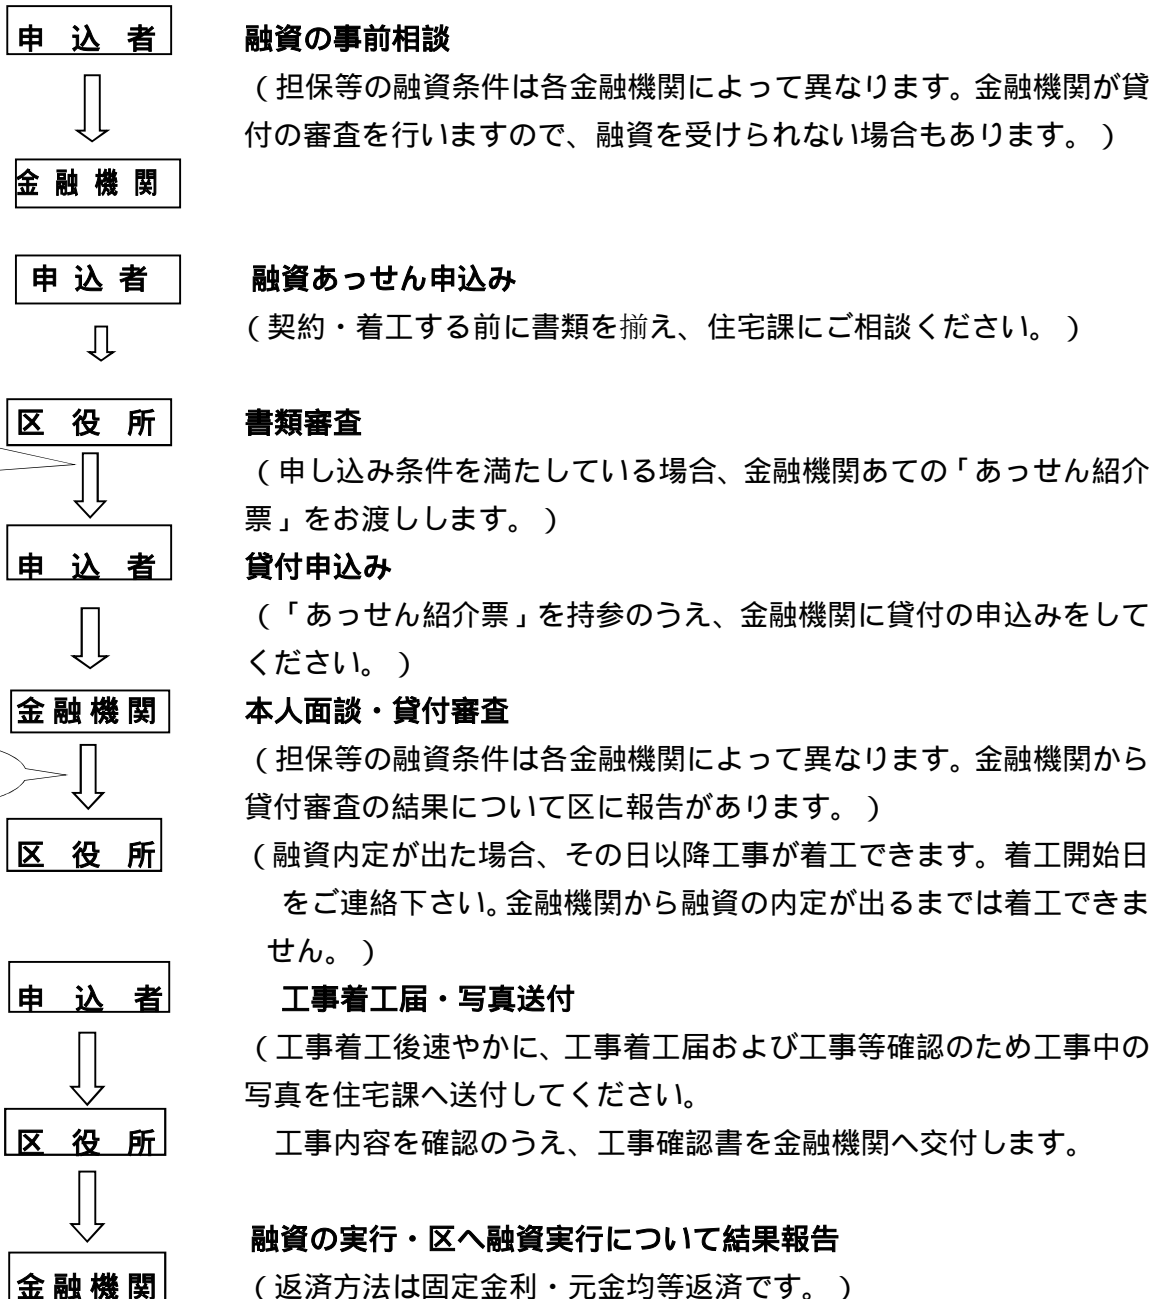 申込者
融資の事前相談
(担保等の融資条件は各金融機関によって異なります。金融機関が貸
付の審査を行いますので、融資を受けられない場合もあります。)
金融機関
申込者
融資あっせん申込み
(契約・着工する前に書類を揃え、住宅課にご相談ください。)
区役所
書類審査
(申し込み条件を満たしている場合、金融機関あての「あっせん紹介
票」をお渡しします。)
申込者
貸付申込み
(「あっせん紹介票」を持参のうえ、金融機関に貸付の申込みをして
ください。)
金融機関
本人面談・貸付審査
(担保等の融資条件は各金融機関によって異なります。金融機関から
貸付審査の結果について区に報告があります。)
区役所
(融資内定が出た場合、その日以降工事が着工できます。着工開始日
をご連絡下さい。金融機関から融資の内定が出るまでは着工できま
せん。)
申込者
工事着工届・写真送付
(工事着工後速やかに、工事着工届および工事等確認のため工事中の
写真を住宅課へ送付してください。
区役所
工事内容を確認のうえ、工事確認書を金融機関へ交付します。
融資の実行・区へ融資実行について結果報告
金融機関
(返済方法は固定金利・元金均等返済です。)